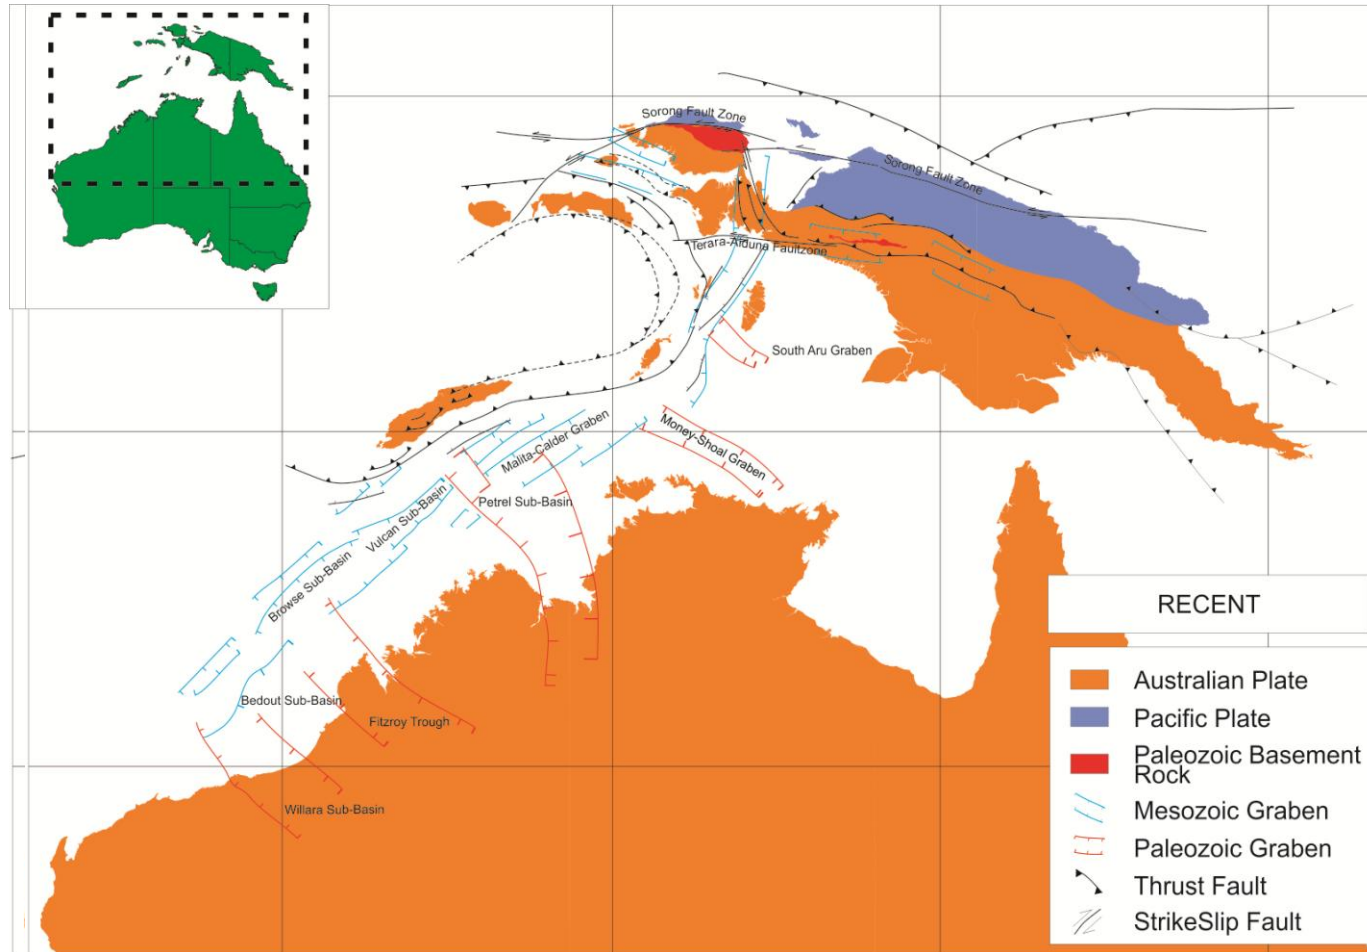 Sorong Fault Zone
Sorong Fault Zone
Terara-Aiduna Faultzone
South Aru Graben
Money-Shoal Graben
Malita-Calder Graben
Petrel Sub-Basin
Vulcan Sub-Basin
Browse Sub-Basin
Bedout Sub-Basin
Fitzroy Trough
Willara Sub-Basin
RECENT
Australian Plate
Pacific Plate
Paleozoic Basement
Rock
Mesozoic Graben
Paleozoic Graben
Thrust Fault
StrikeSlip Fault